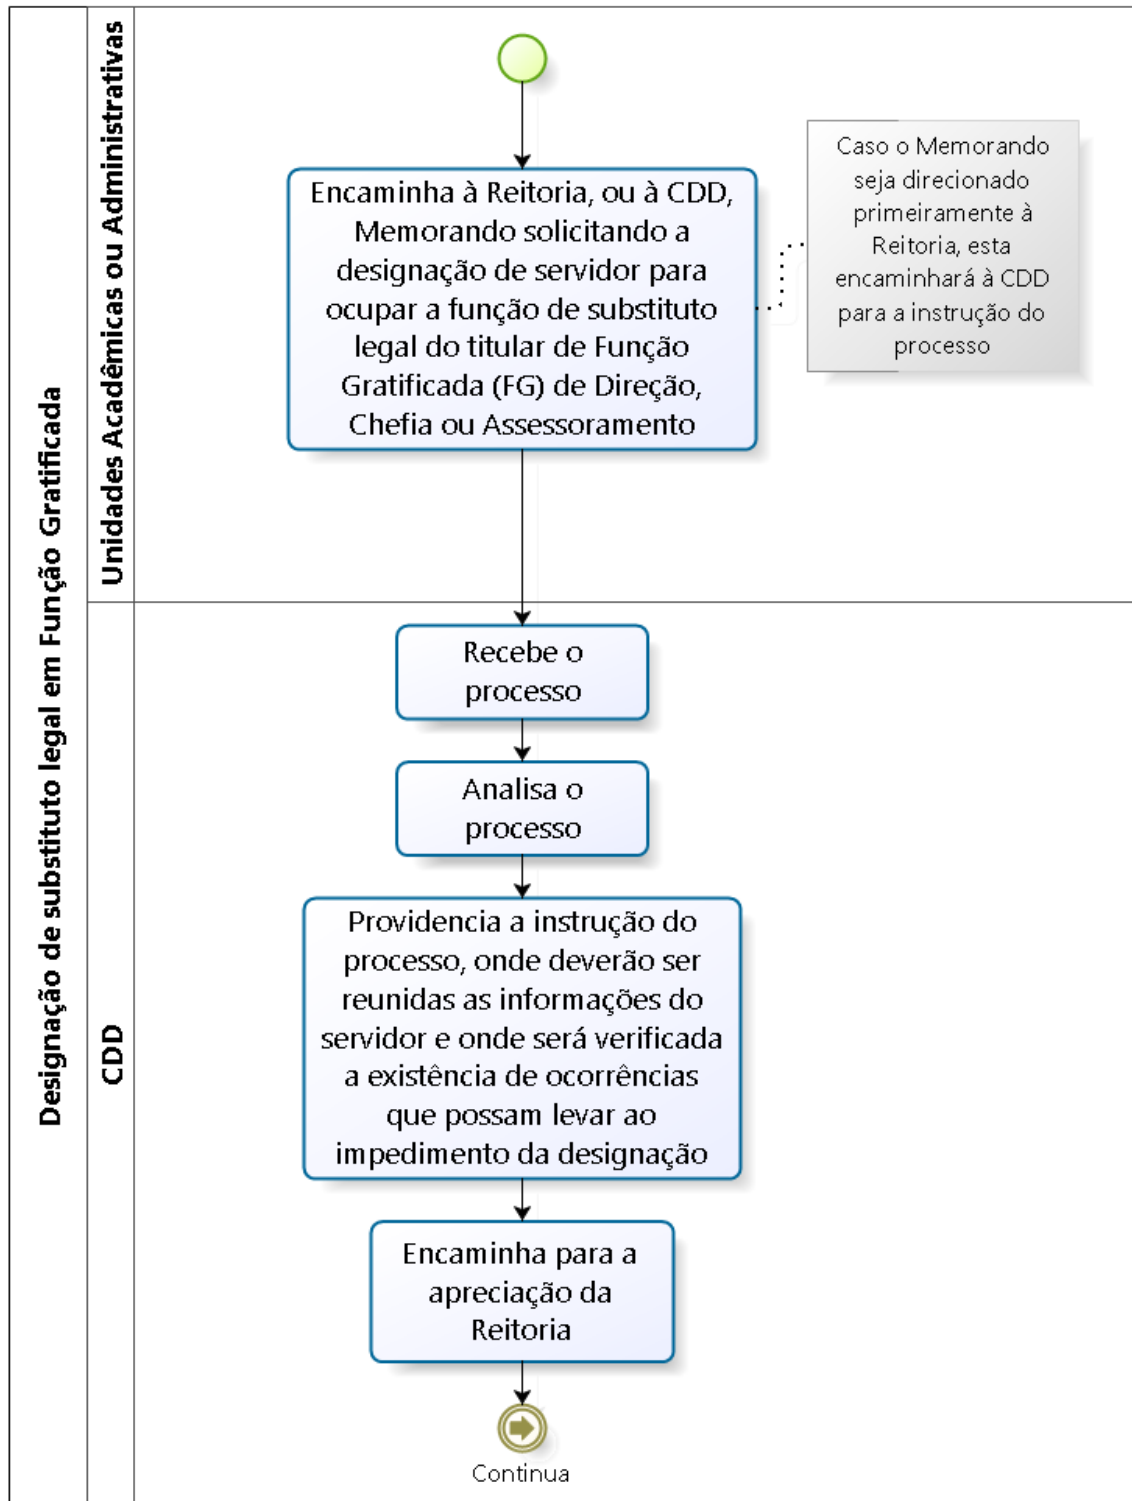 Designação de substituto legal em Função Gratificada
Unidades Acadêmicas ou Administrativas
Encaminha à Reitoria, ou à CDD,
Memorando solicitando a
designação de servidor para
ocupar a função de substituto
legal do titular de Função
Gratificada (FG) de Direção,
Chefia ou Assessoramento
Caso o Memorando
seja direcionado
primeiramente à
Reitoria, esta
encaminhará à CDD
para a instrução do
processo
CDD
Recebe o
processo
Analisa o
processo
Providencia a instrução do
processo, onde deverão ser
reunidas as informações do
servidor e onde será verificada
a existência de ocorrências
que possam levar ao
impedimento da designação
Encaminha para a
apreciação da
Reitoria
Continua